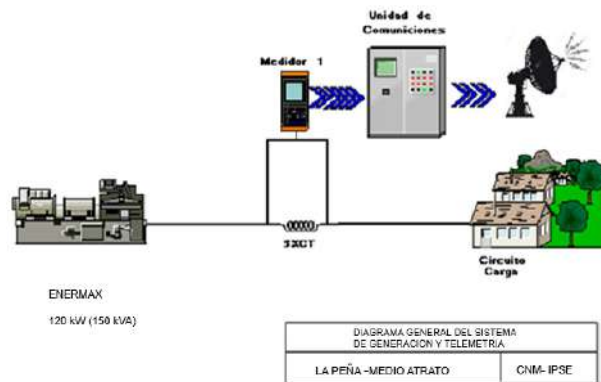 Unidad de
Comuniciones
Medidor 1
3XCT
Circuito
Carga
ENERMAX
120 kW (150 kVA)
DIAGRAMA GENERAL DEL SISTEMA
DE GENERACION Y TELEMETRIA
LA PEÑA -MEDIO ATRATO
CNM- IPSE